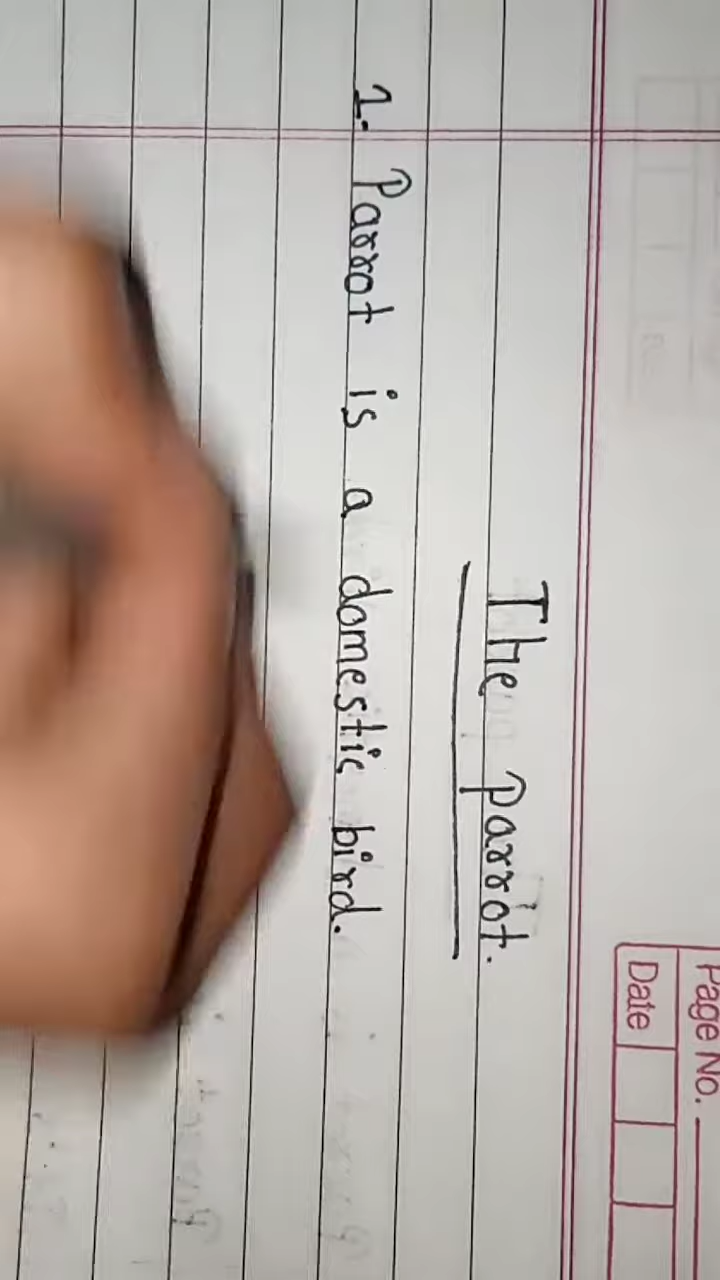 Page No.
Date
The parrot.
1. Parrot is a domestic bird.